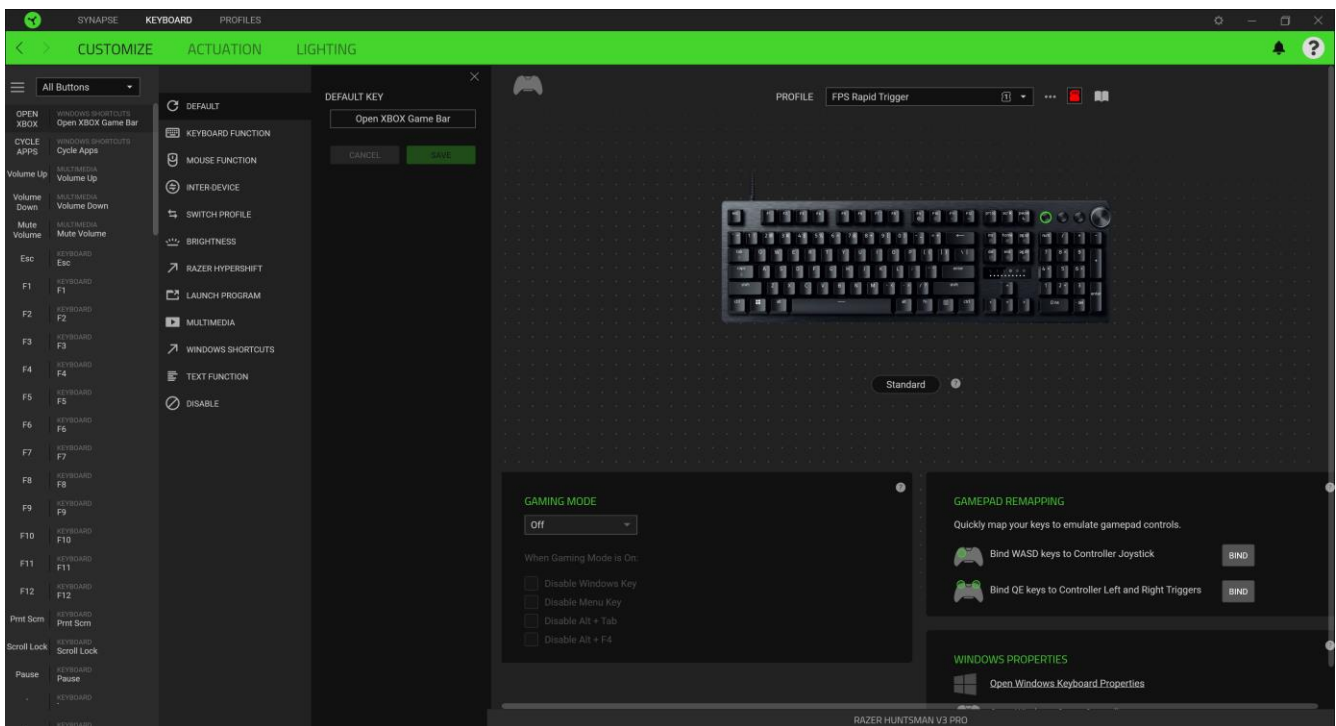 SYNAPSE KEYBOARD PROFILES
CUSTOMIZE ACTUATION LIGHTING
All Buttons
OPEN XBOX
WINDOWS SHORTCUTS
Open XBOX Game Bar
CYCLE APPS
WINDOWS SHORTCUTS
Cycle Apps
Volume Up
MULTIMEDIA
Volume Up
Volume Down
MULTIMEDIA
Volume Down
Mute Volume
MULTIMEDIA
Mute Volume
Esc
KEYBOARD
Esc
F1
KEYBOARD
F1
F2
KEYBOARD
F2
F3
KEYBOARD
F3
F4
KEYBOARD
F4
F5
KEYBOARD
F5
F6
KEYBOARD
F6
F7
KEYBOARD
F7
F8
KEYBOARD
F8
F9
KEYBOARD
F9
F10
KEYBOARD
F10
F11
KEYBOARD
F11
F12
KEYBOARD
F12
Prnt Scrn
KEYBOARD
Prnt Scrn
Scroll Lock
KEYBOARD
Scroll Lock
Pause
KEYBOARD
Pause
KEYBOARD
KEYBOARD
DEFAULT
KEYBOARD FUNCTION
MOUSE FUNCTION
INTER-DEVICE
SWITCH PROFILE
BRIGHTNESS
RAZER HYPERSHIFT
LAUNCH PROGRAM
MULTIMEDIA
WINDOWS SHORTCUTS
TEXT FUNCTION
DISABLE
DEFAULT KEY
Open XBOX Game Bar
CANCEL SAVE
PROFILE FPS Rapid Trigger 1
Standard
GAMING MODE
Off
When Gaming Mode is On:
Disable Windows Key
Disable Menu Key
Disable Alt + Tab
Disable Alt + F4
GAMEPAD REMAPPING
Quickly map your keys to emulate gamepad controls.
Bind WASD keys to Controller Joystick BIND
Bind QE keys to Controller Left and Right Triggers BIND
WINDOWS PROPERTIES
Open Windows Keyboard Properties
RAZER HUNTSMAN V3 PRO